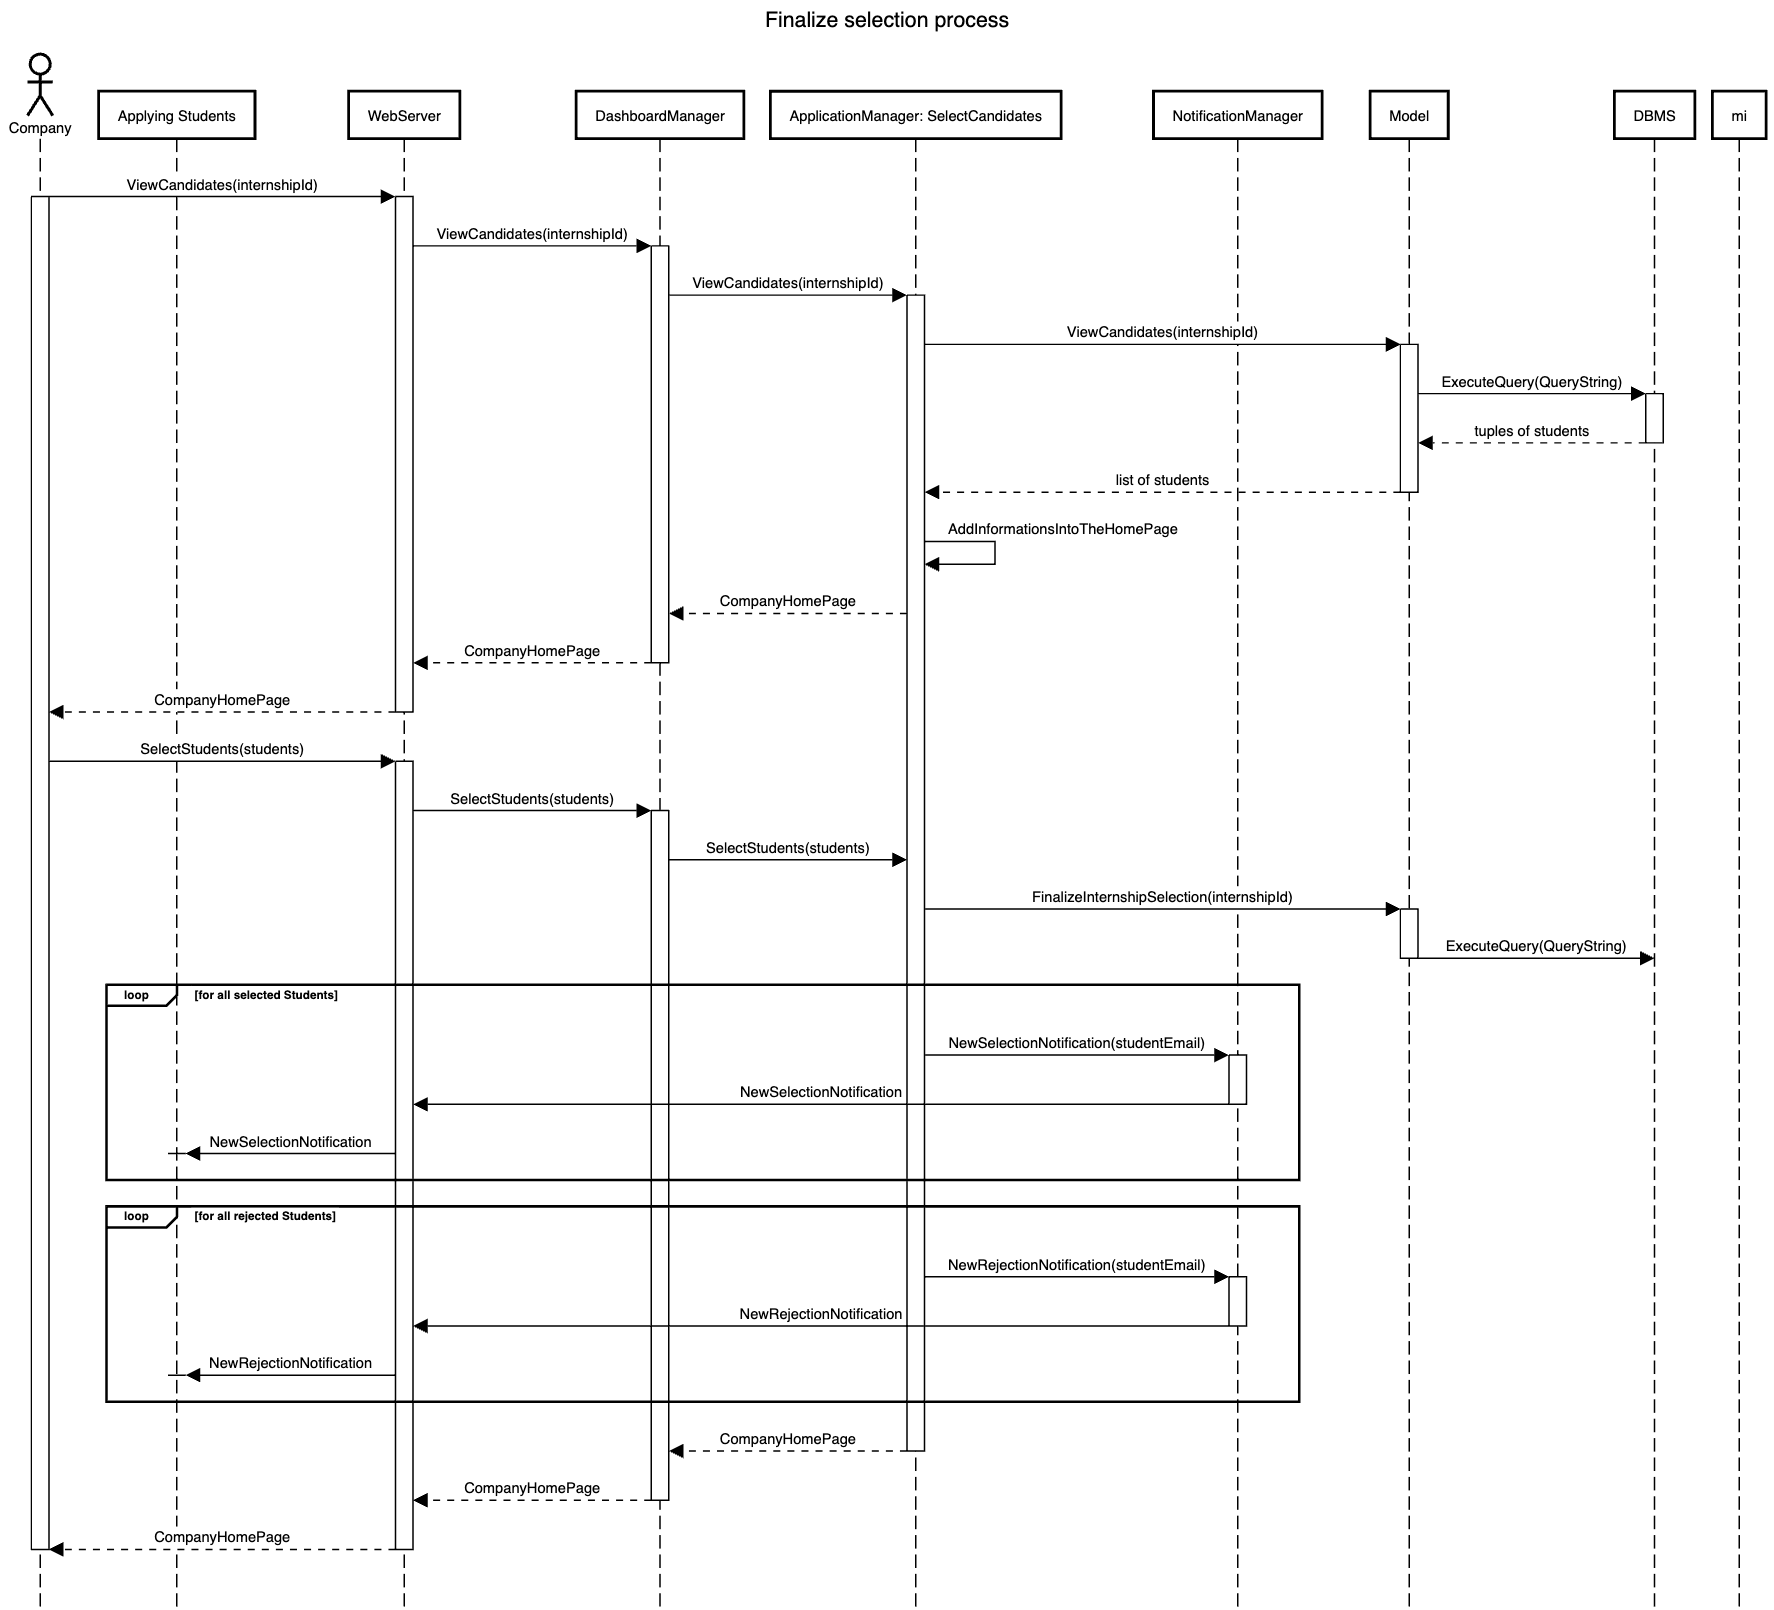 Finalize selection process
Company
Applying Students
WebServer
DashboardManager
ApplicationManager: SelectCandidates
NotificationManager
Model
DBMS
mi
ViewCandidates(internshipId)
ViewCandidates(internshipId)
ViewCandidates(internshipId)
ViewCandidates(internshipId)
ExecuteQuery(QueryString)
tuples of students
list of students
AddInformationsIntoTheHomePage
CompanyHomePage
CompanyHomePage
CompanyHomePage
SelectStudents(students)
SelectStudents(students)
SelectStudents(students)
FinalizeInternshipSelection(internshipId)
ExecuteQuery(QueryString)
loop [for all selected Students]
NewSelectionNotification(studentEmail)
NewSelectionNotification
NewSelectionNotification
loop [for all rejected Students]
NewRejectionNotification(studentEmail)
NewRejectionNotification
NewRejectionNotification
CompanyHomePage
CompanyHomePage
CompanyHomePage